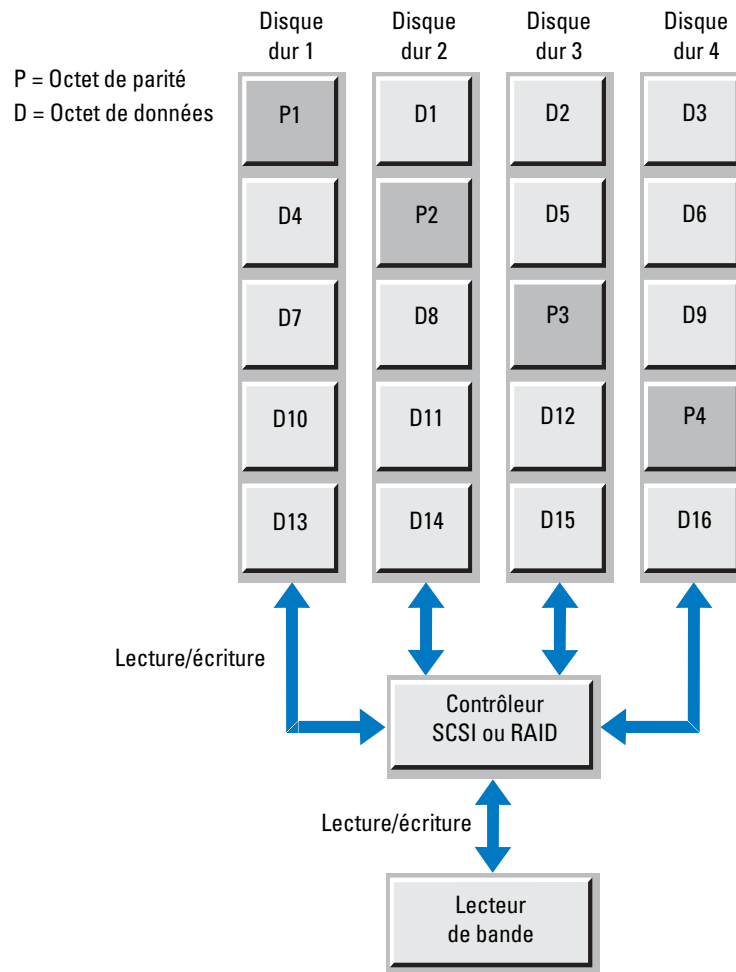 Disque dur 1
Disque dur 2
Disque dur 3
Disque dur 4
P = Octet de parité
D = Octet de données
P1 D1 D2 D3
D4 P2 D5 D6
D7 D8 P3 D9
D10 D11 D12 P4
D13 D14 D15 D16
Lecture/écriture
Contrôleur
SCSI ou RAID
Lecture/écriture
Lecteur
de bande